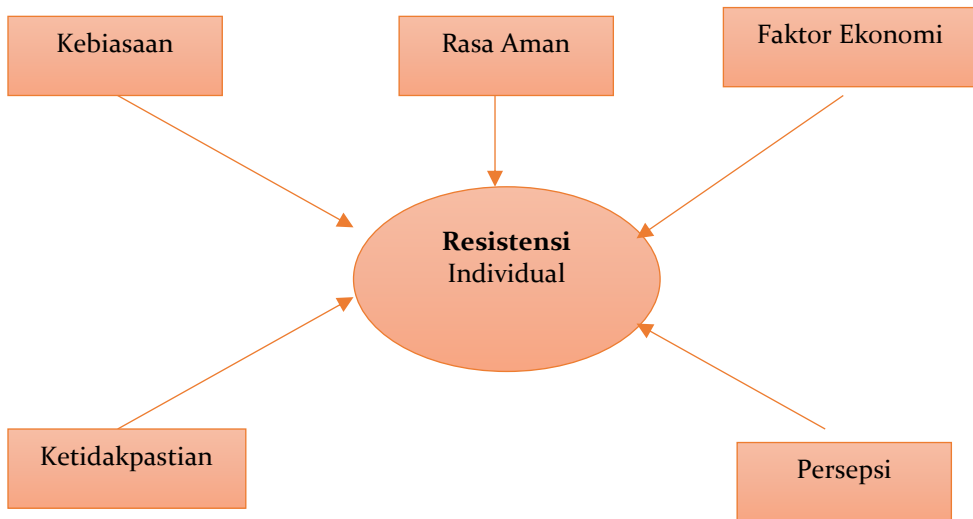 Kebiasaan
Rasa Aman
Faktor Ekonomi
Resistensi
Individual
Ketidakpastian
Persepsi